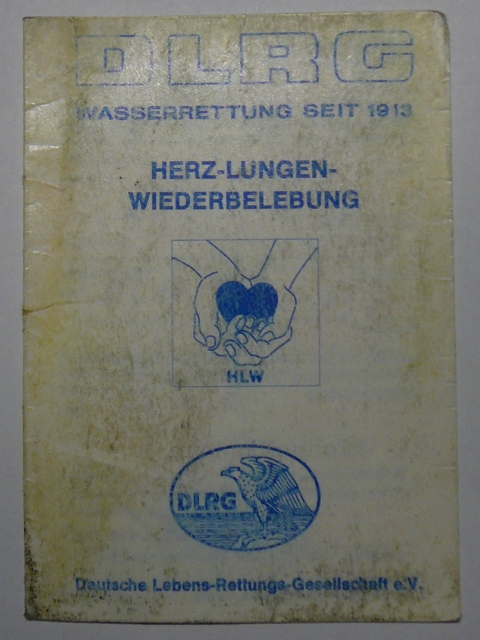 DLRG
WASSERRETTUNG SEIT 1913
HERZ-LUNGEN-
WIEDERBELEBUNG
HLW
DLRG
Deutsche Lebens-Rettungs-Gesellschaft e.V.